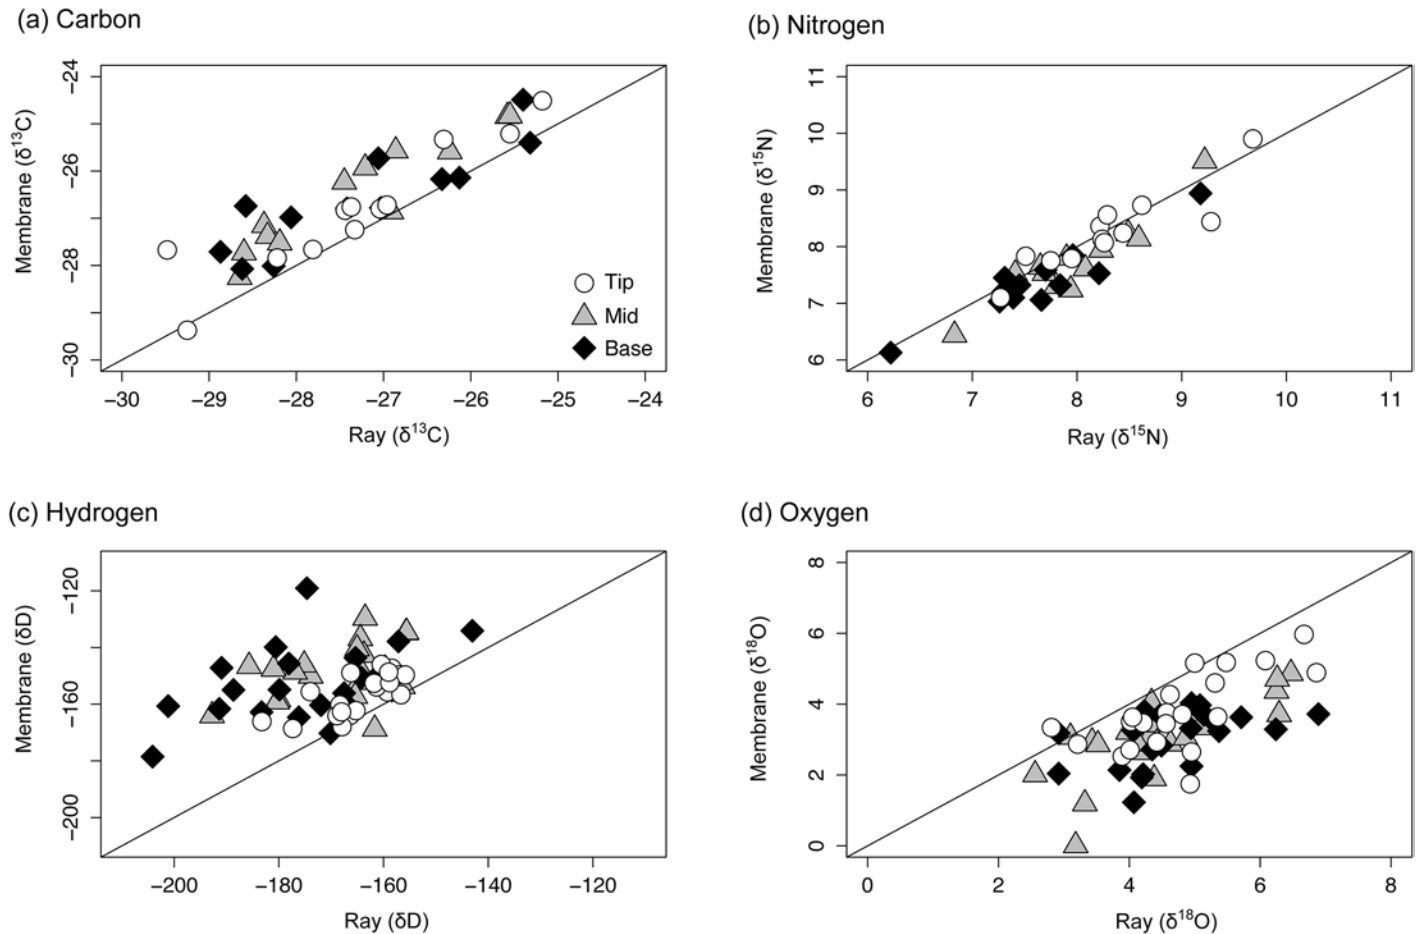 (a) Carbon
Membrane (δ¹³C)
−24
−26
−28
−30
Tip
Mid
Base
−30 −29 −28 −27 −26 −25 −24
Ray (δ¹³C)
(b) Nitrogen
Membrane (δ¹⁵N)
11
10
9
8
7
6
6 7 8 9 10 11
Ray (δ¹⁵N)
(c) Hydrogen
Membrane (δD)
−120
−160
−200
−200 −180 −160 −140 −120
Ray (δD)
(d) Oxygen
Membrane (δ¹⁸O)
8
6
4
2
0
0 2 4 6 8
Ray (δ¹⁸O)